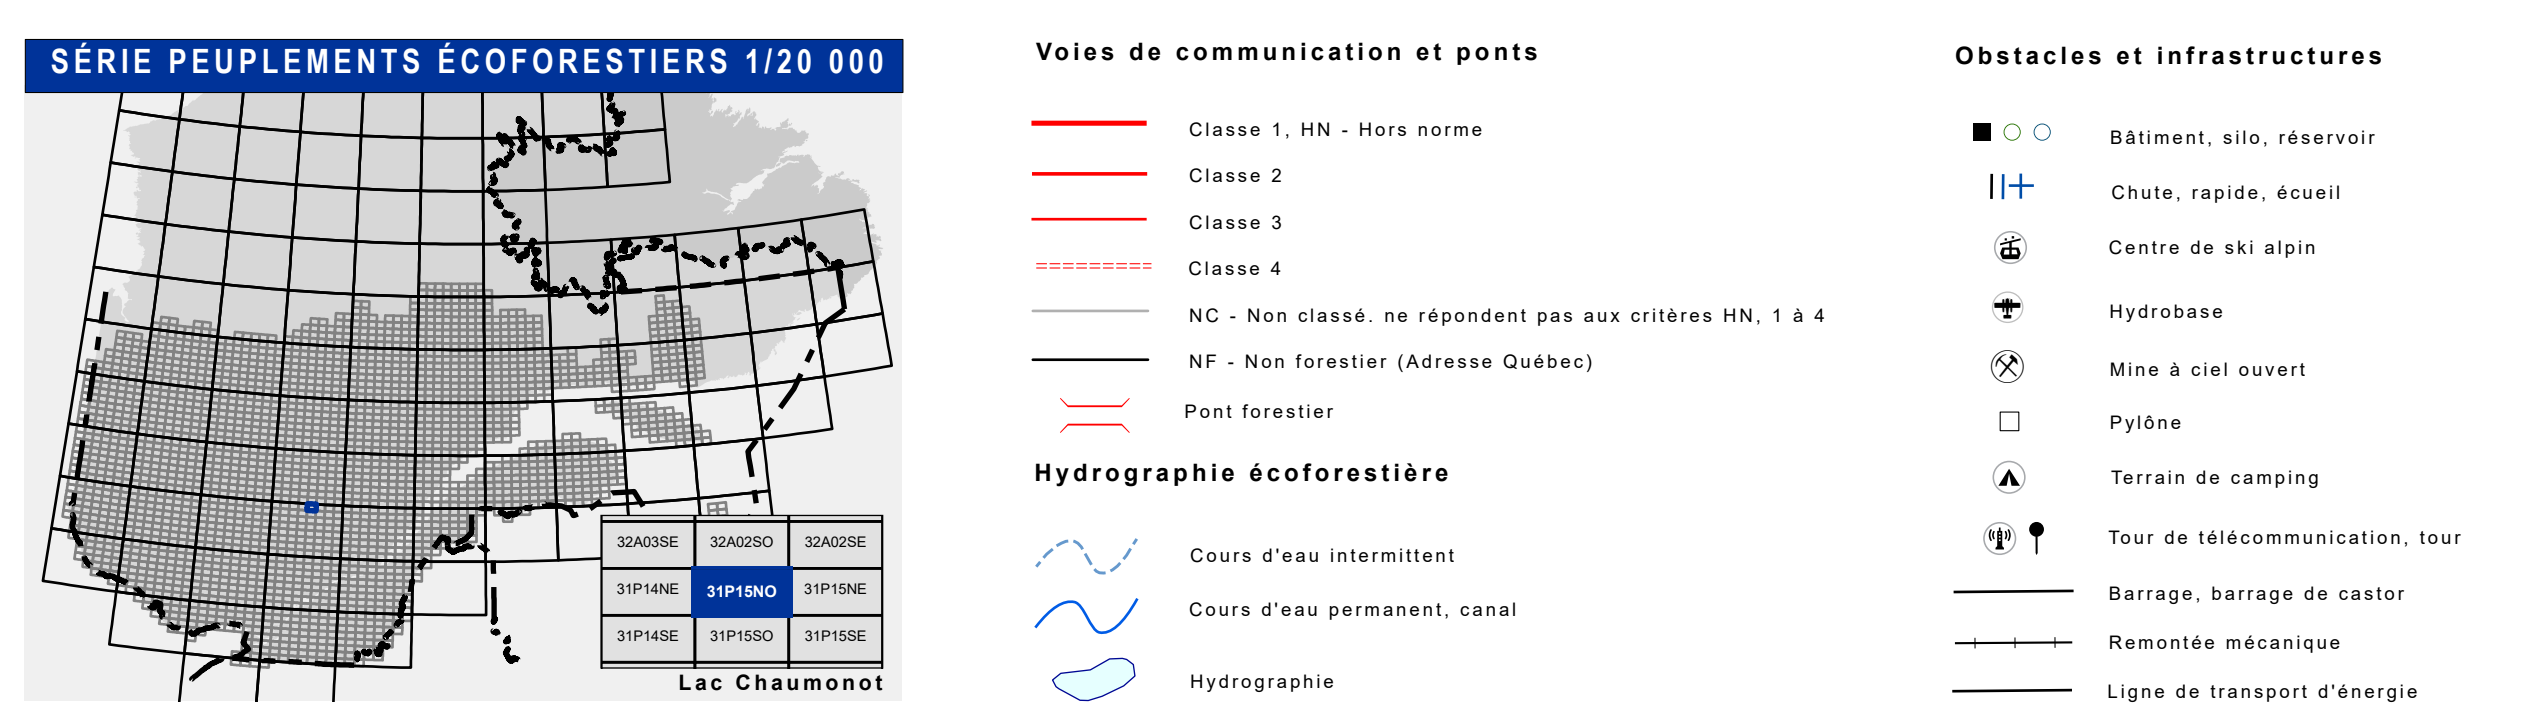 SÉRIE PEUPLEMENTS ÉCOFORESTIERS 1/20 000
32A03SE 32A02SO 32A02SE
31P14NE 31P15NO 31P15NE
31P14SE 31P15SO 31P15SE
Lac Chaumonot
Voies de communication et ponts
Classe 1, HN - Hors norme
Classe 2
Classe 3
Classe 4
NC - Non classé. ne répondent pas aux critères HN, 1 à 4
NF - Non forestier (Adresse Québec)
Pont forestier
Hydrographie écoforestière
Cours d'eau intermittent
Cours d'eau permanent, canal
Hydrographie
Obstacles et infrastructures
Bâtiment, silo, réservoir
Chute, rapide, écueil
Centre de ski alpin
Hydrobase
Mine à ciel ouvert
Pylône
Terrain de camping
Tour de télécommunication, tour
Barrage, barrage de castor
Remontée mécanique
Ligne de transport d'énergie